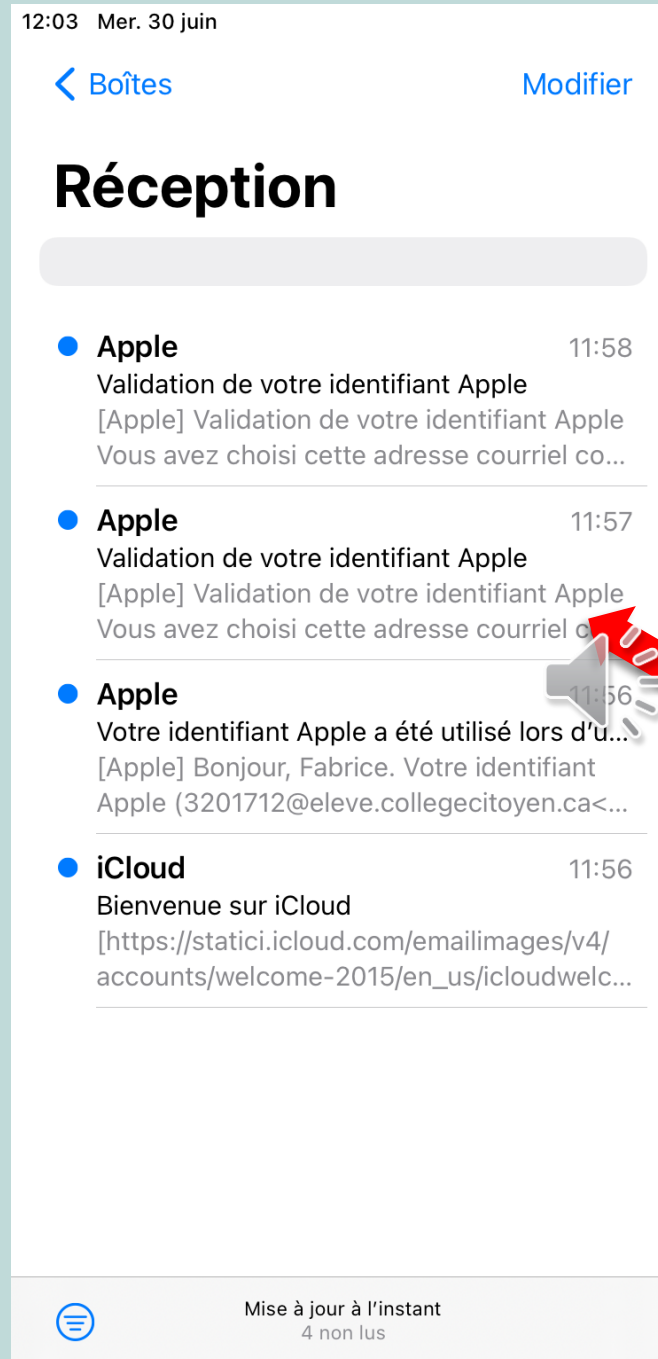 12:03 Mer. 30 juin
Boîtes Modifier
Réception
Apple 11:58
Validation de votre identifiant Apple
[Apple] Validation de votre identifiant Apple
Vous avez choisi cette adresse courriel co...
Apple 11:57
Validation de votre identifiant Apple
[Apple] Validation de votre identifiant Apple
Vous avez choisi cette adresse courriel
Apple 11:56
Votre identifiant Apple a été utilisé lors d'u...
[Apple] Bonjour, Fabrice. Votre identifiant
Apple (3201712@eleve.collegecitoyen.ca<...
iCloud 11:56
Bienvenue sur iCloud
[https://statici.icloud.com/emailimages/v4/
accounts/welcome-2015/en_us/icloudwelc...
Mise à jour à l'instant
4 non lus